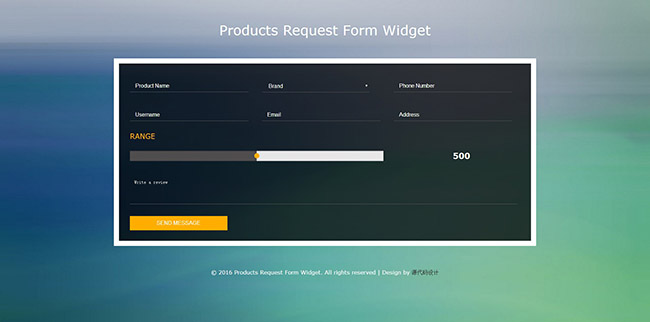 Products Request Form Widget
Product Name
Brand
Phone Number
Username
Email
Address
RANGE
500
Write a review
SEND MESSAGE
© 2016 Products Request Form Widget. All rights reserved | Design by 源代码设计